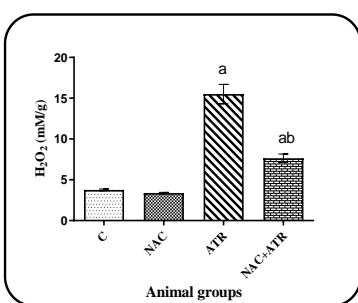 20
15
10
5
0
H₂O₂ (mM/g)
a
ab
C
NAC
ATR
NAC+ATR
Animal groups